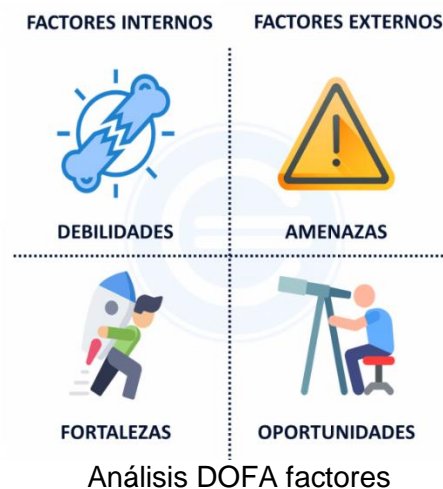 FACTORES INTERNOS FACTORES EXTERNOS
DEBILIDADES AMENAZAS
FORTALEZAS OPORTUNIDADES
Análisis DOFA factores